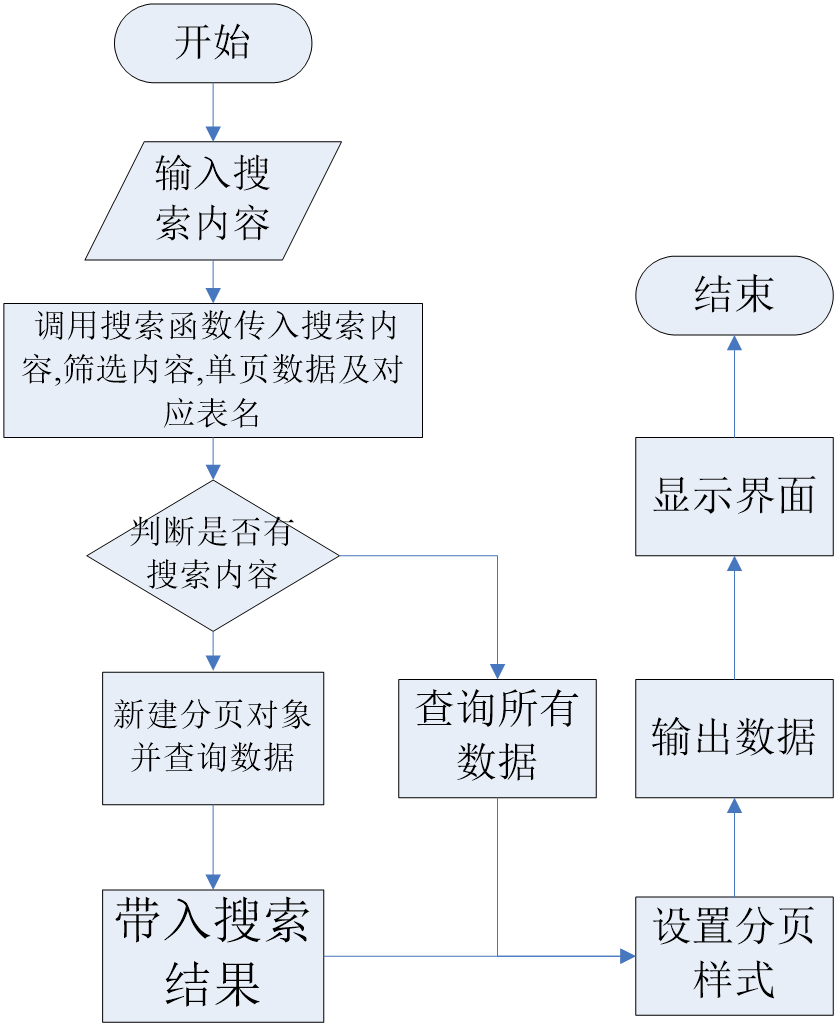 开始
输入搜
索内容
调用搜索函数传入搜索内
容,筛选内容,单页数据及对
应表名
判断是否有
搜索内容
新建分页对象
并查询数据
带入搜索
结果
查询所有
数据
结束
显示界面
输出数据
设置分页
样式